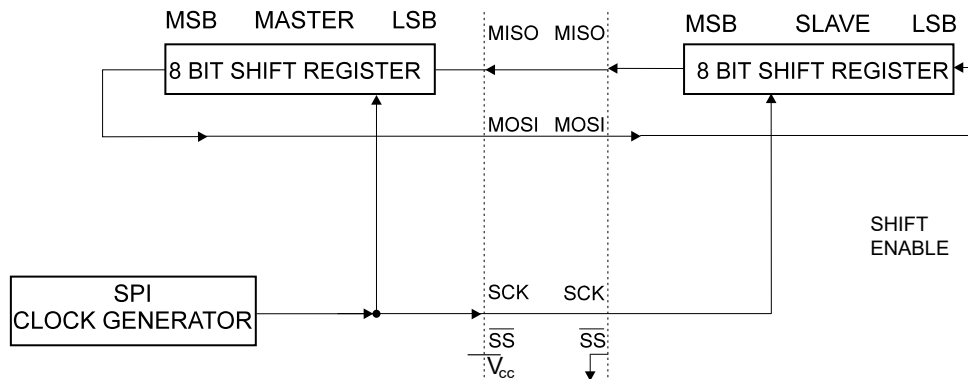 MSB MASTER LSB
MISO MISO
MSB SLAVE LSB
8 BIT SHIFT REGISTER
8 BIT SHIFT REGISTER
MOSI MOSI
SHIFT
ENABLE
SPI
CLOCK GENERATOR
SCK SCK
SS SS
Vcc